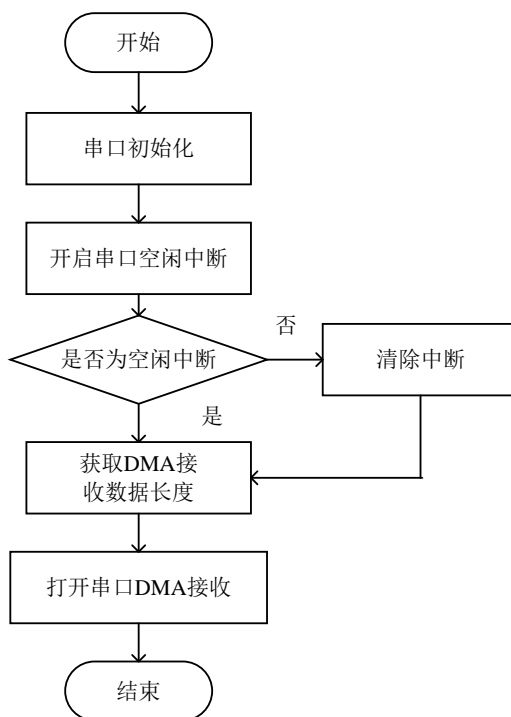 开始
串口初始化
开启串口空闲中断
否
是否为空闲中断
清除中断
是
获取DMA接
收数据长度
打开串口DMA接收
结束